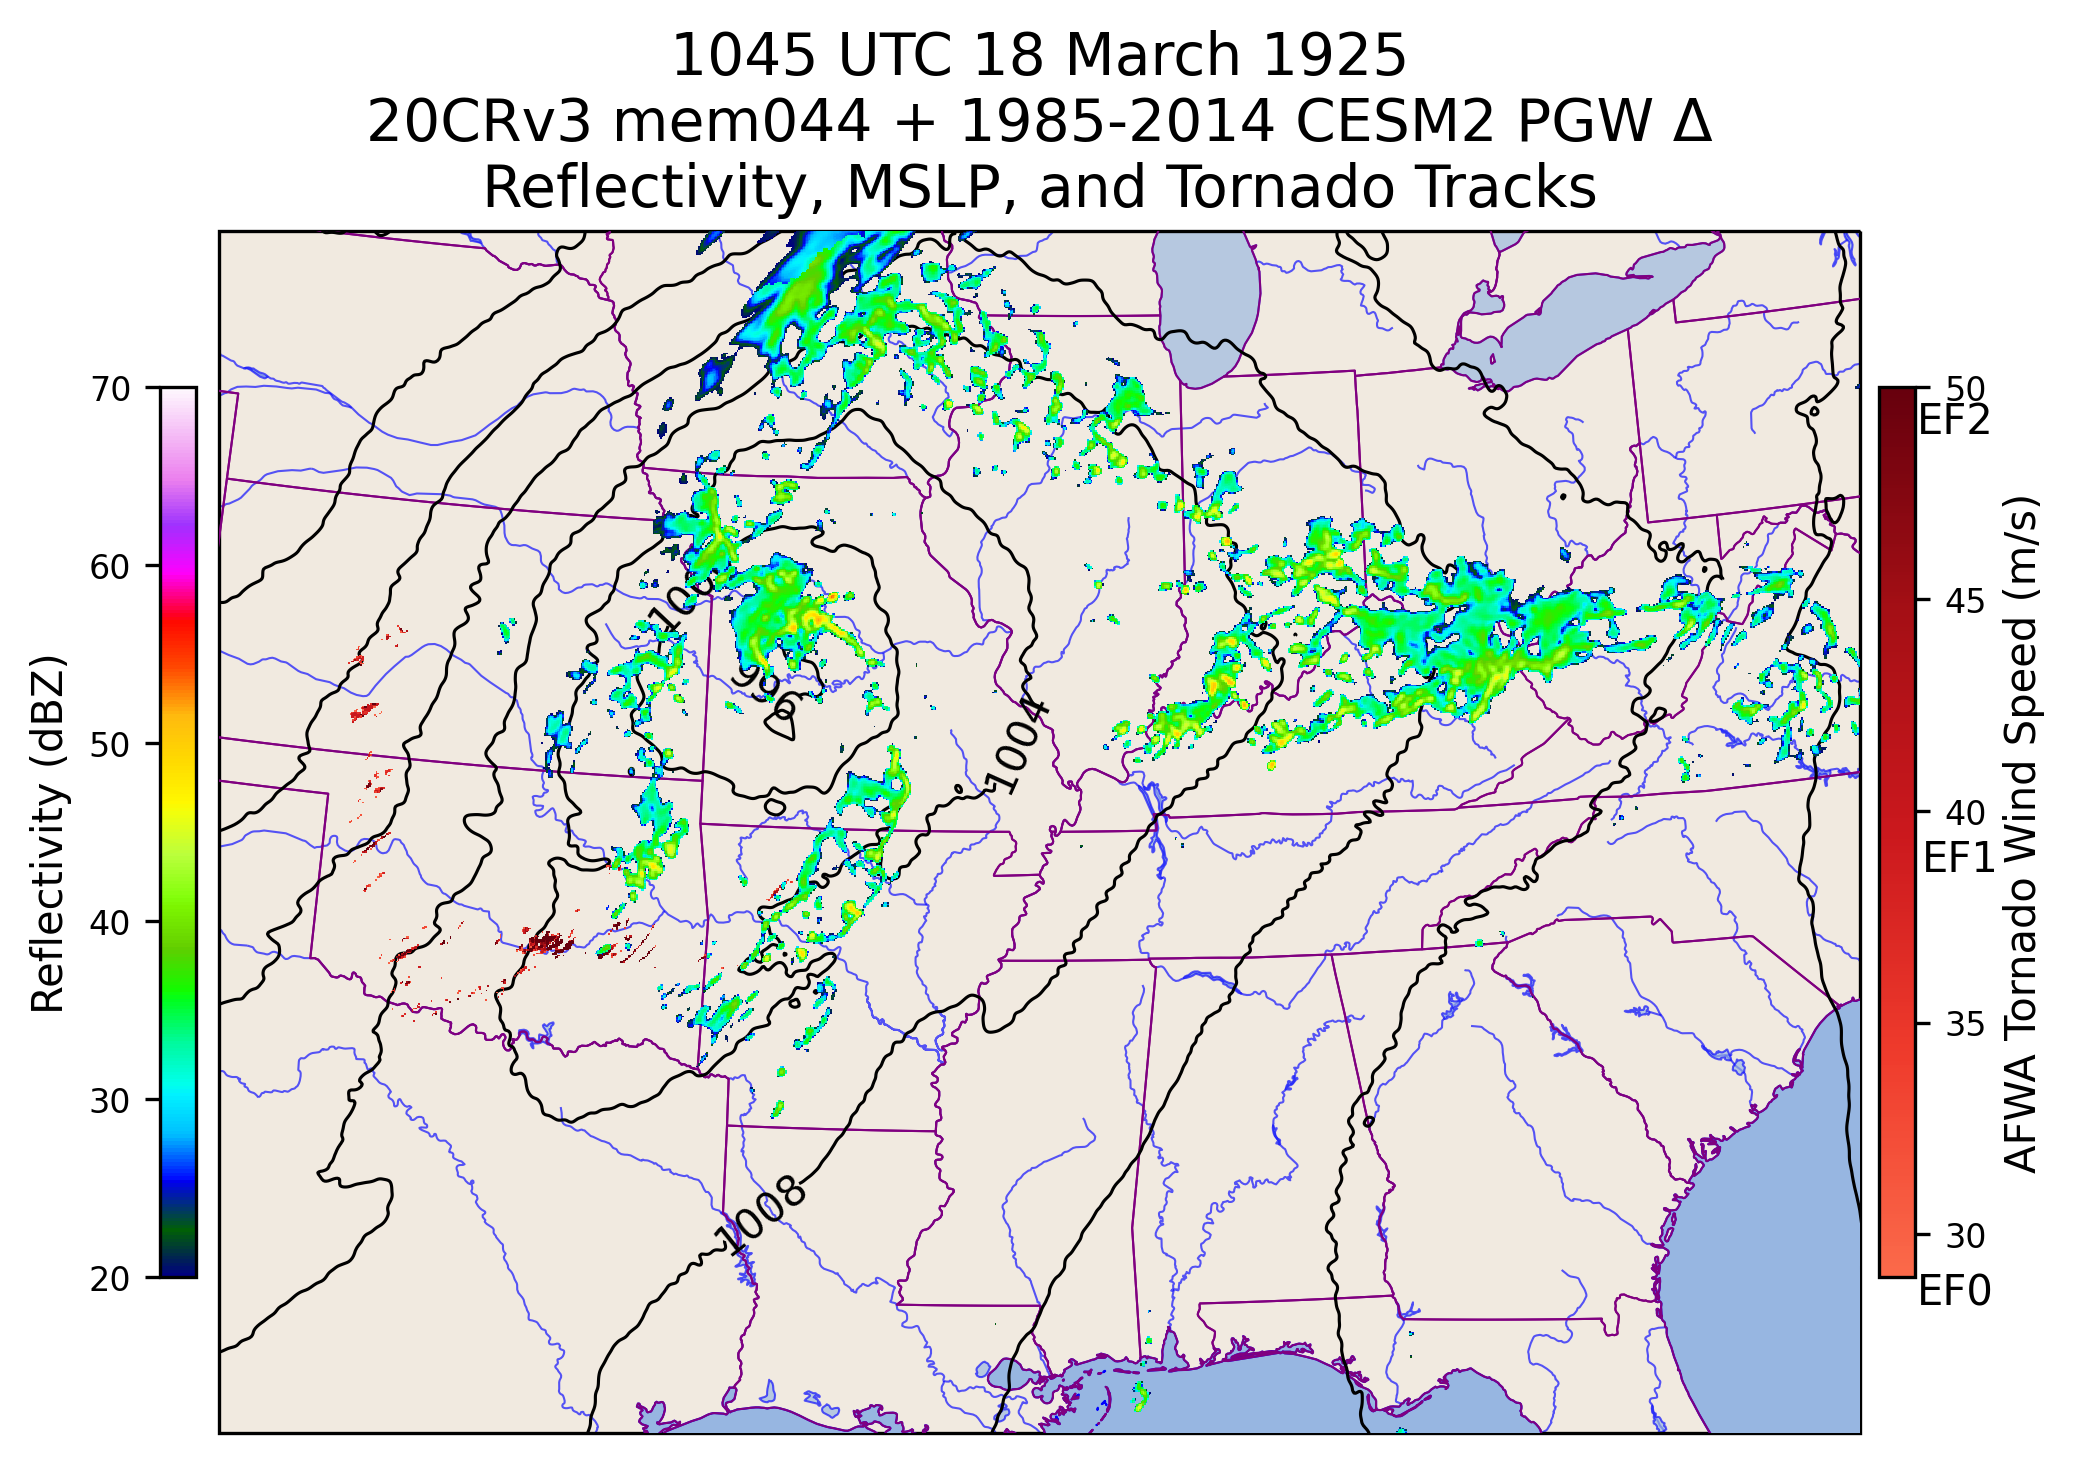 1045 UTC 18 March 1925
20CRv3 mem044 + 1985-2014 CESM2 PGW Δ
Reflectivity, MSLP, and Tornado Tracks
70
60
50
40
30
20
Reflectivity (dBZ)
996
1004
1008
50
EF2
45
40
EF1
35
30
EF0
AFWA Tornado Wind Speed (m/s)